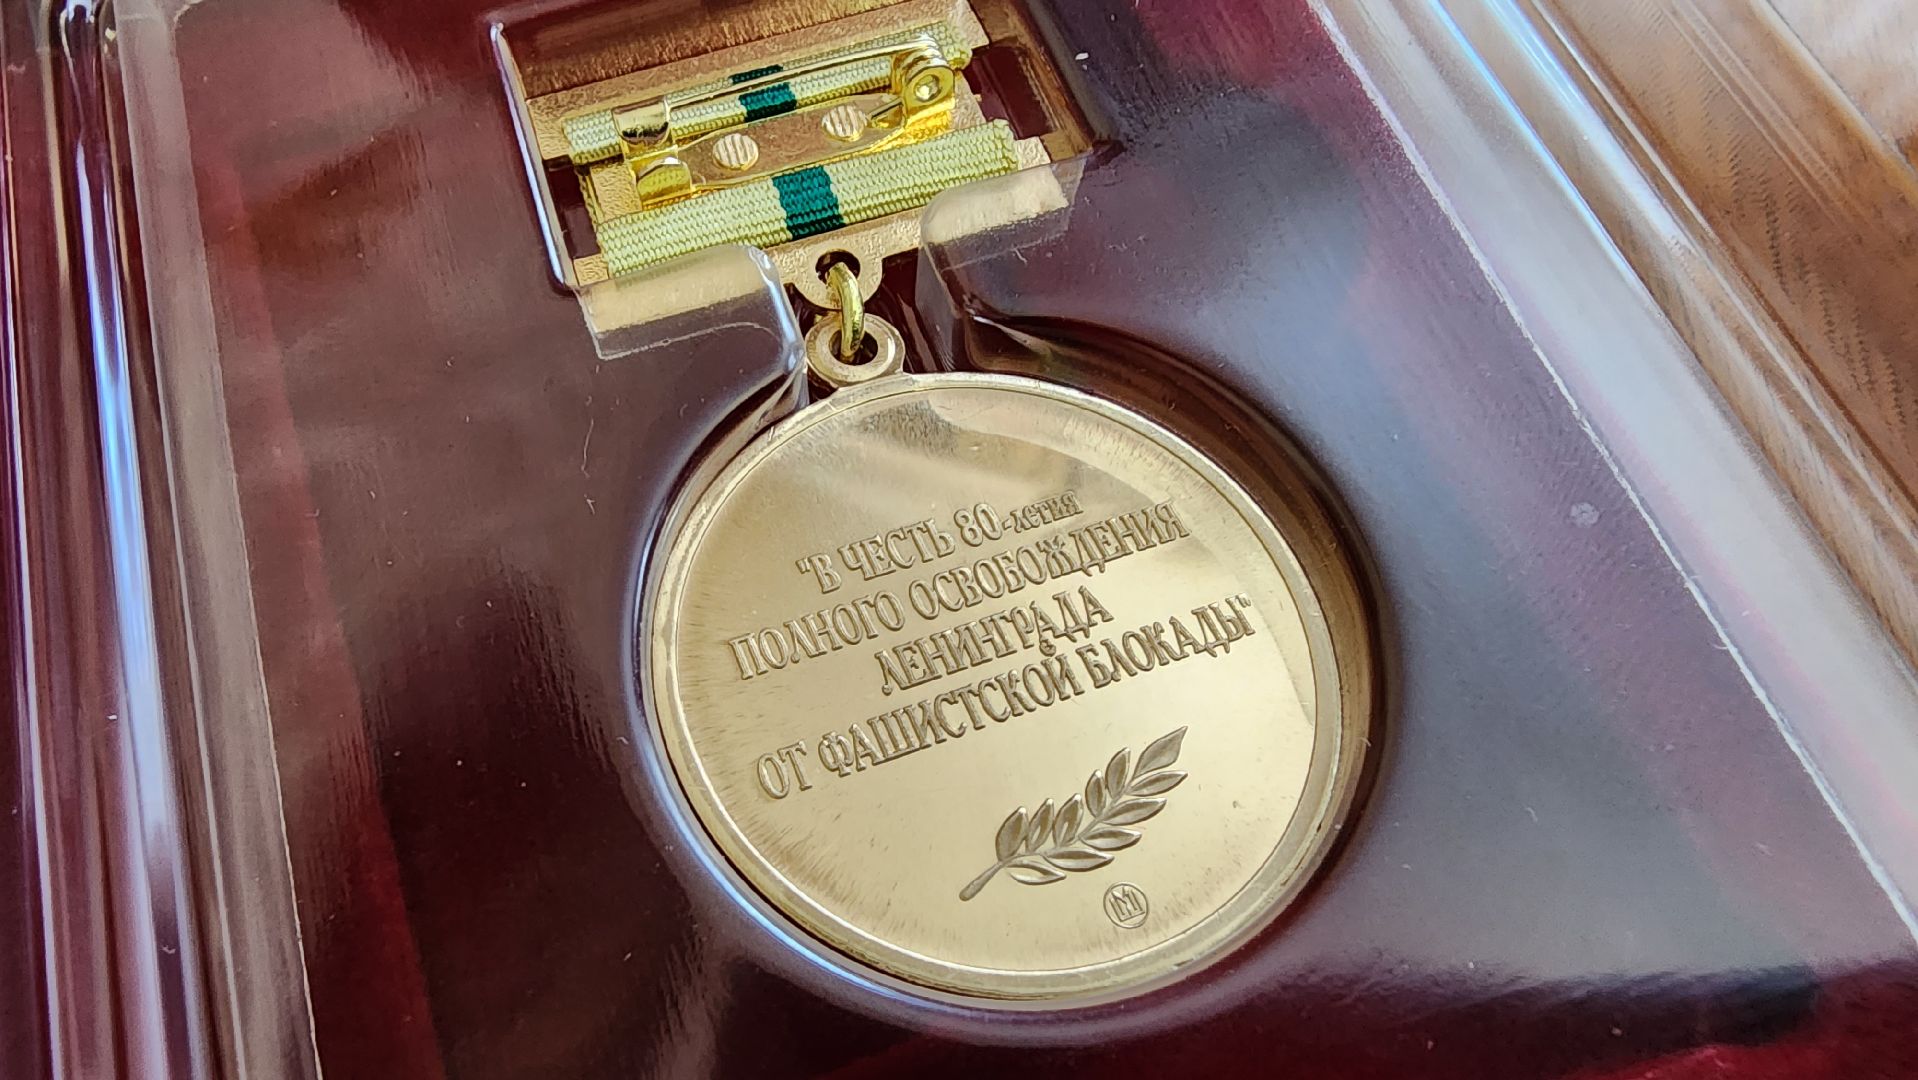 "В ЧЕСТЬ 80-летия
ПОЛНОГО ОСВОБОЖДЕНИЯ
ЛЕНИНГРАДА
ОТ ФАШИСТСКОЙ БЛОКАДЫ"